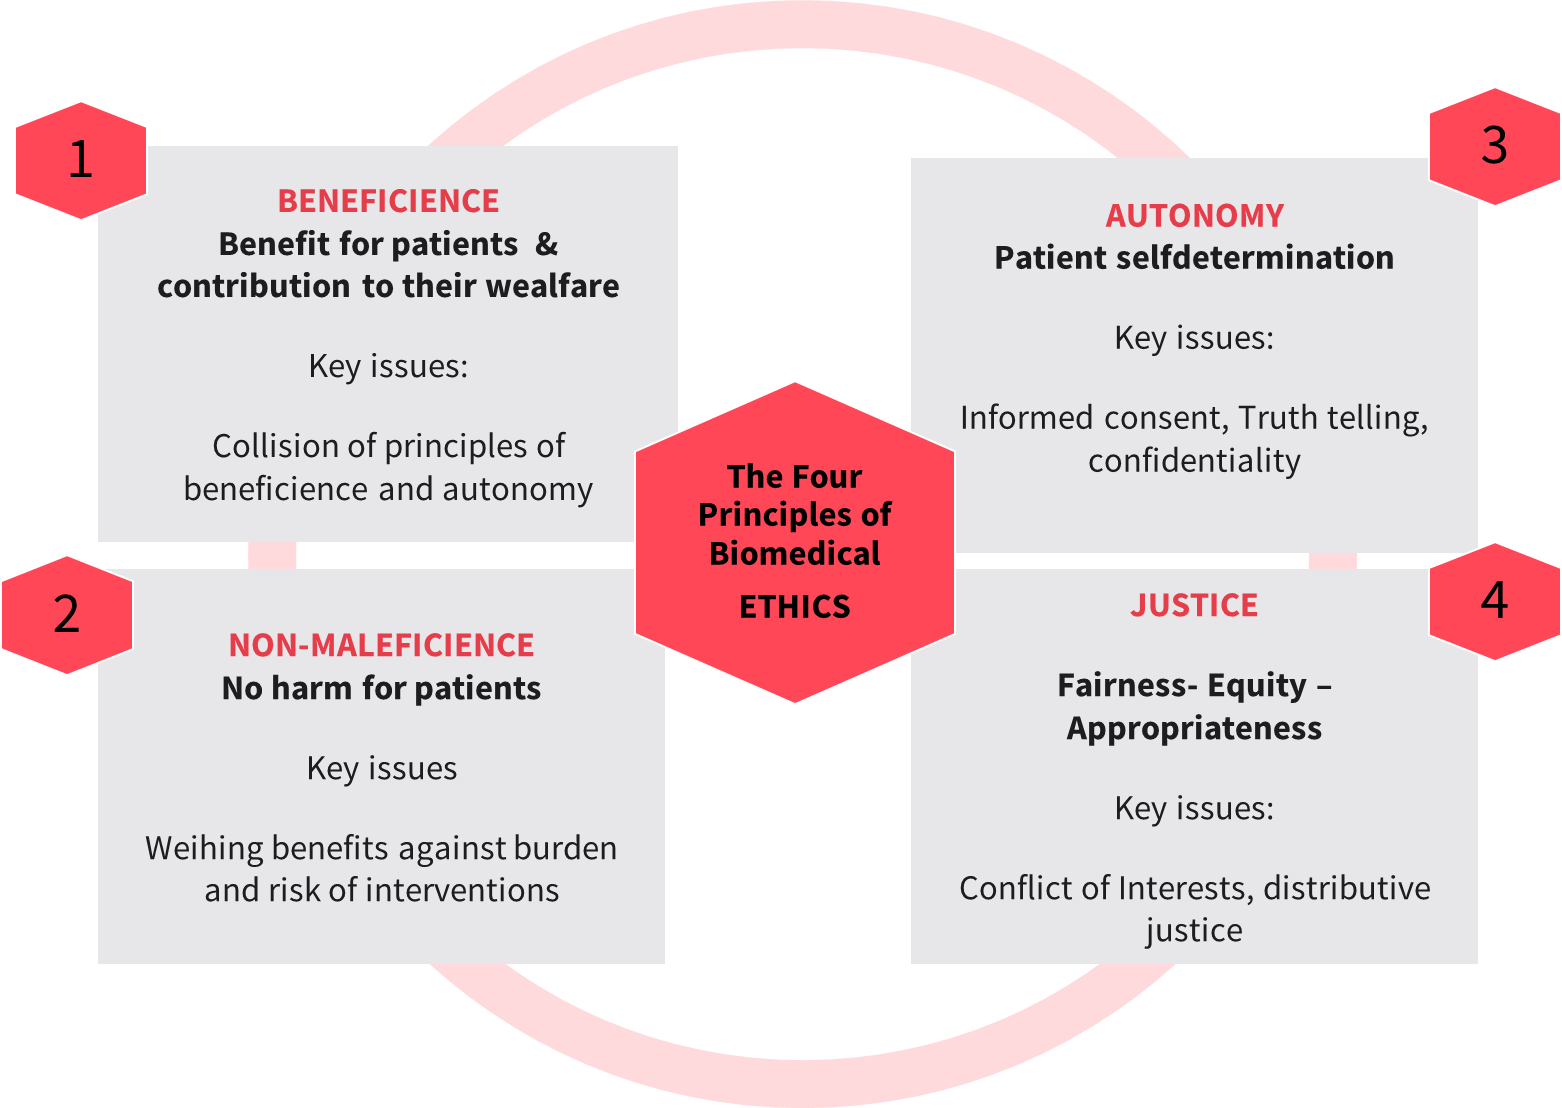 1
BENEFICIENCE
Benefit for patients &
contribution to their wealfare
Key issues:
Collision of principles of
beneficience and autonomy
2
NON-MALEFICIENCE
No harm for patients
Key issues
Weihing benefits against burden
and risk of interventions
The Four
Principles of
Biomedical
ETHICS
3
AUTONOMY
Patient selfdetermination
Key issues:
Informed consent, Truth telling,
confidentiality
4
JUSTICE
Fairness- Equity –
Appropriateness
Key issues:
Conflict of Interests, distributive
justice